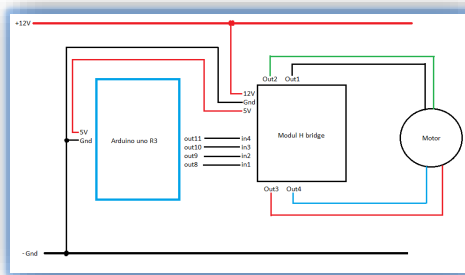 +12V
Out2 Out1
12V
Gnd
5V
5V
Gnd
Arduino uno R3
Modul H bridge
Motor
out11 in4
out10 in3
out9 in2
out8 in1
Out3 Out4
- Gnd